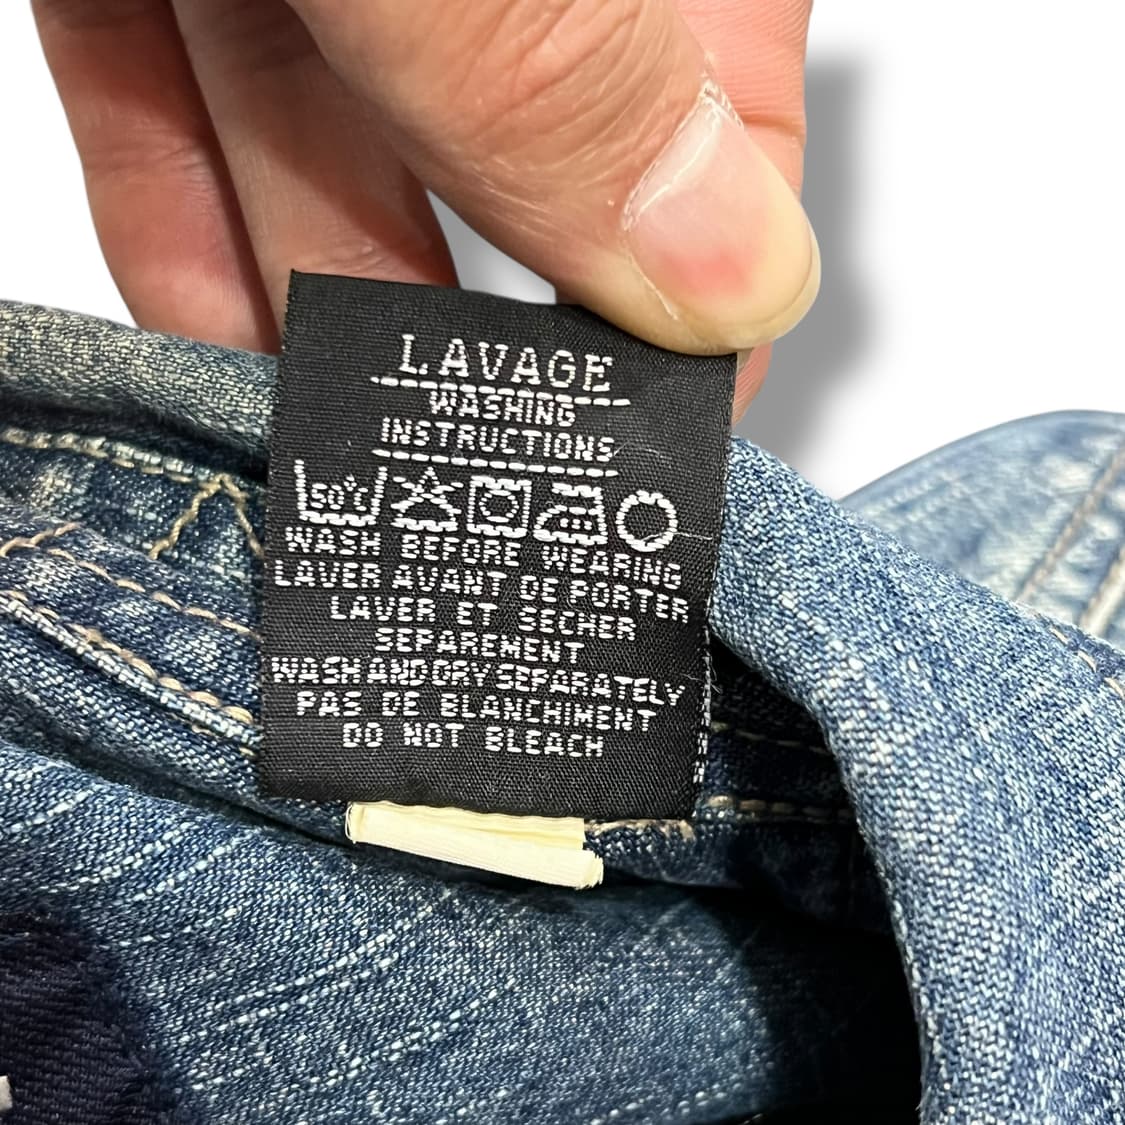 LAVAGE
WASHING
INSTRUCTIONS
50°C
WASH BEFORE WEARING
LAVER AVANT DE PORTER
LAVER ET SECHER
SEPAREMENT
WASH AND DRY SEPARATELY
PAS DE BLANCHIMENT
DO NOT BLEACH